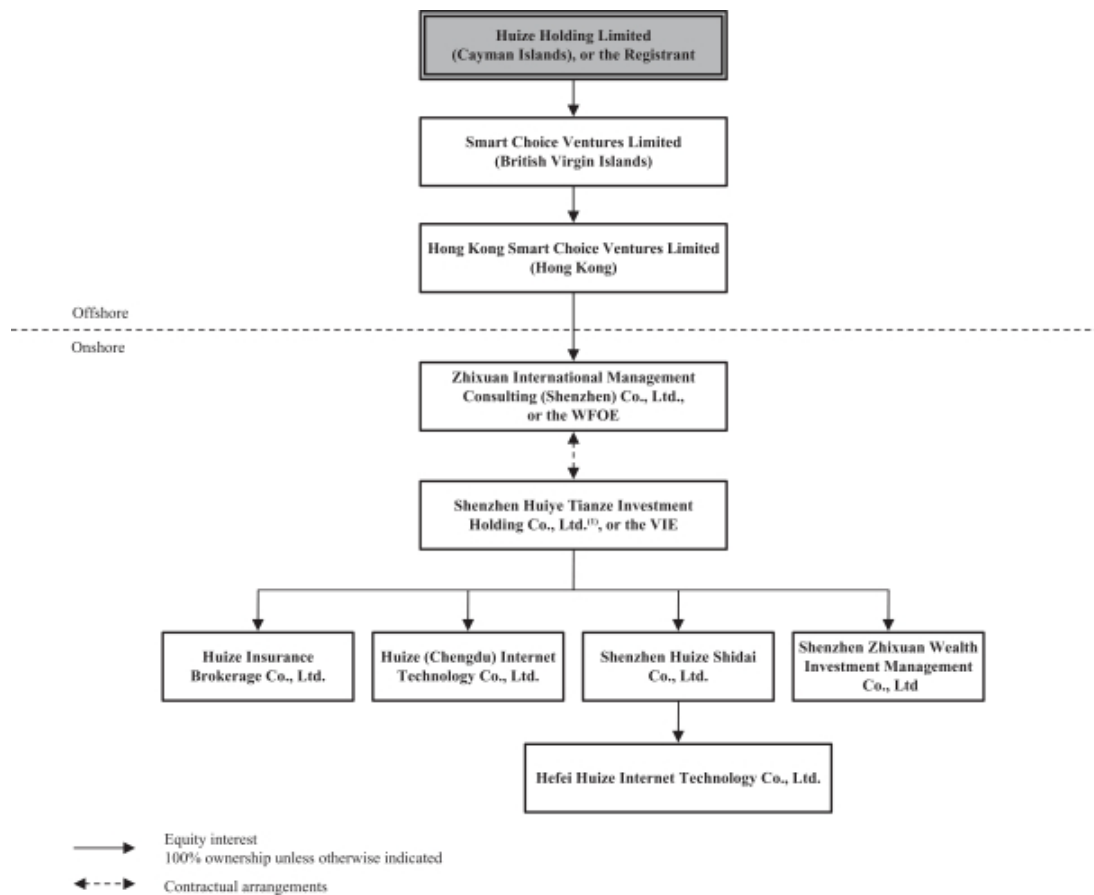 Huize Holding Limited
(Cayman Islands), or the Registrant
Smart Choice Ventures Limited
(British Virgin Islands)
Hong Kong Smart Choice Ventures Limited
(Hong Kong)
Offshore
Onshore
Zhixuan International Management
Consulting (Shenzhen) Co., Ltd.,
or the WFOE
Shenzhen Huiye Tianze Investment
Holding Co., Ltd.(1), or the VIE
Huize Insurance
Brokerage Co., Ltd.
Huize (Chengdu) Internet
Technology Co., Ltd.
Shenzhen Huize Shidai
Co., Ltd.
Shenzhen Zhixuan Wealth
Investment Management
Co., Ltd
Hefei Huize Internet Technology Co., Ltd.
Equity interest
100% ownership unless otherwise indicated
Contractual arrangements